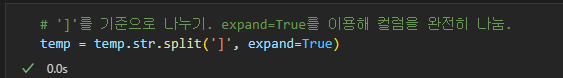 # ']'를 기준으로 나누기. expand=True를 이용해 컬럼을 완전히 나눔.
temp = temp.str.split(']', expand=True)
✓ 0.0s